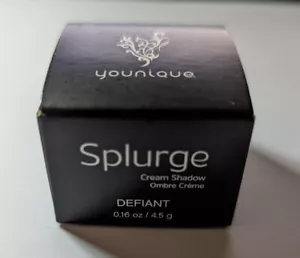 younique
Splurge
Cream Shadow
Ombre Crème
DEFIANT
0.16 oz / 4.5 g